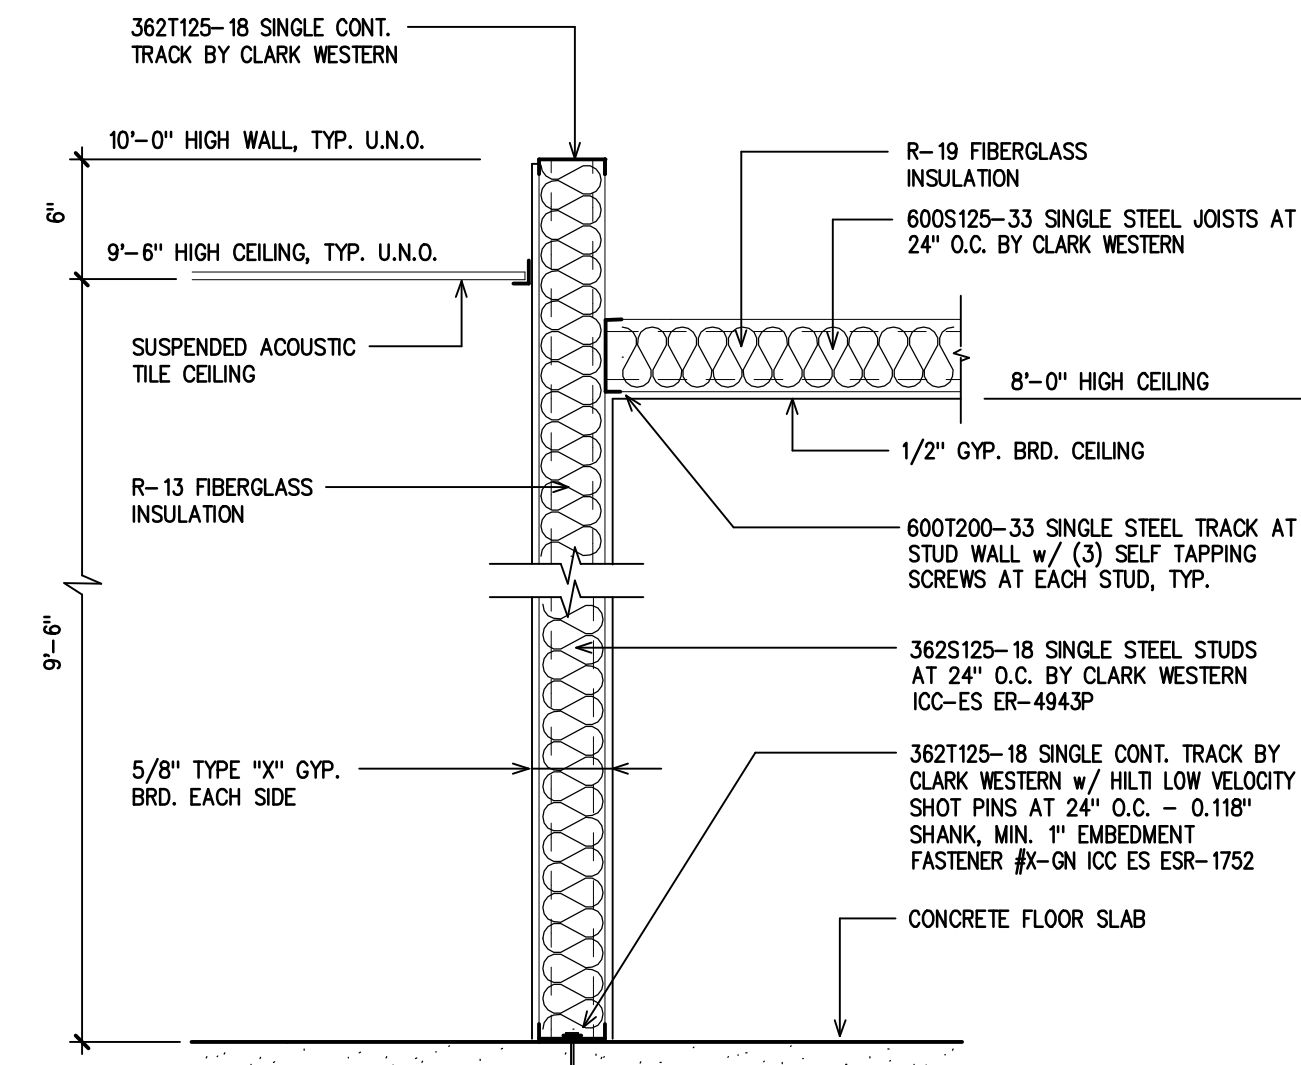 362T125-18 SINGLE CONT.
TRACK BY CLARK WESTERN
10'-0" HIGH WALL, TYP. U.N.O.
6"
9'-6" HIGH CEILING, TYP. U.N.O.
SUSPENDED ACOUSTIC
TILE CEILING
R-13 FIBERGLASS
INSULATION
9'-6"
5/8" TYPE "X" GYP.
BRD. EACH SIDE
R-19 FIBERGLASS
INSULATION
600S125-33 SINGLE STEEL JOISTS AT
24" O.C. BY CLARK WESTERN
8'-0" HIGH CEILING
1/2" GYP. BRD. CEILING
600T200-33 SINGLE STEEL TRACK AT
STUD WALL w/ (3) SELF TAPPING
SCREWS AT EACH STUD, TYP.
362S125-18 SINGLE STEEL STUDS
AT 24" O.C. BY CLARK WESTERN
ICC-ES ER-4943P
362T125-18 SINGLE CONT. TRACK BY
CLARK WESTERN w/ HILTI LOW VELOCITY
SHOT PINS AT 24" O.C. - 0.118"
SHANK, MIN. 1" EMBEDMENT
FASTENER #X-GN ICC ES ESR-1752
CONCRETE FLOOR SLAB